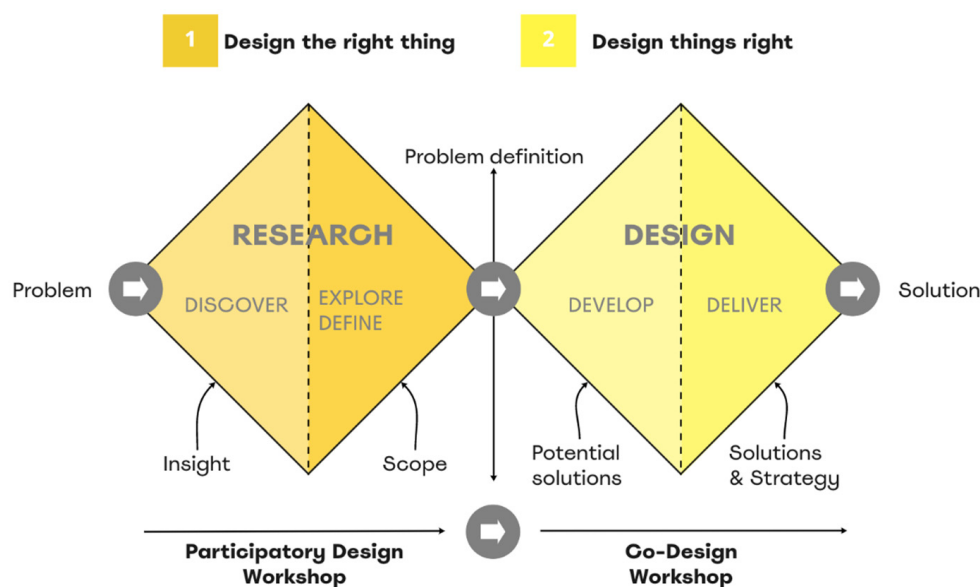 1 Design the right thing
2 Design things right
Problem definition
RESEARCH
DESIGN
Problem
DISCOVER
EXPLORE
DEFINE
DEVELOP
DELIVER
Solution
Insight
Scope
Potential
solutions
Solutions
& Strategy
Participatory Design
Workshop
Co-Design
Workshop